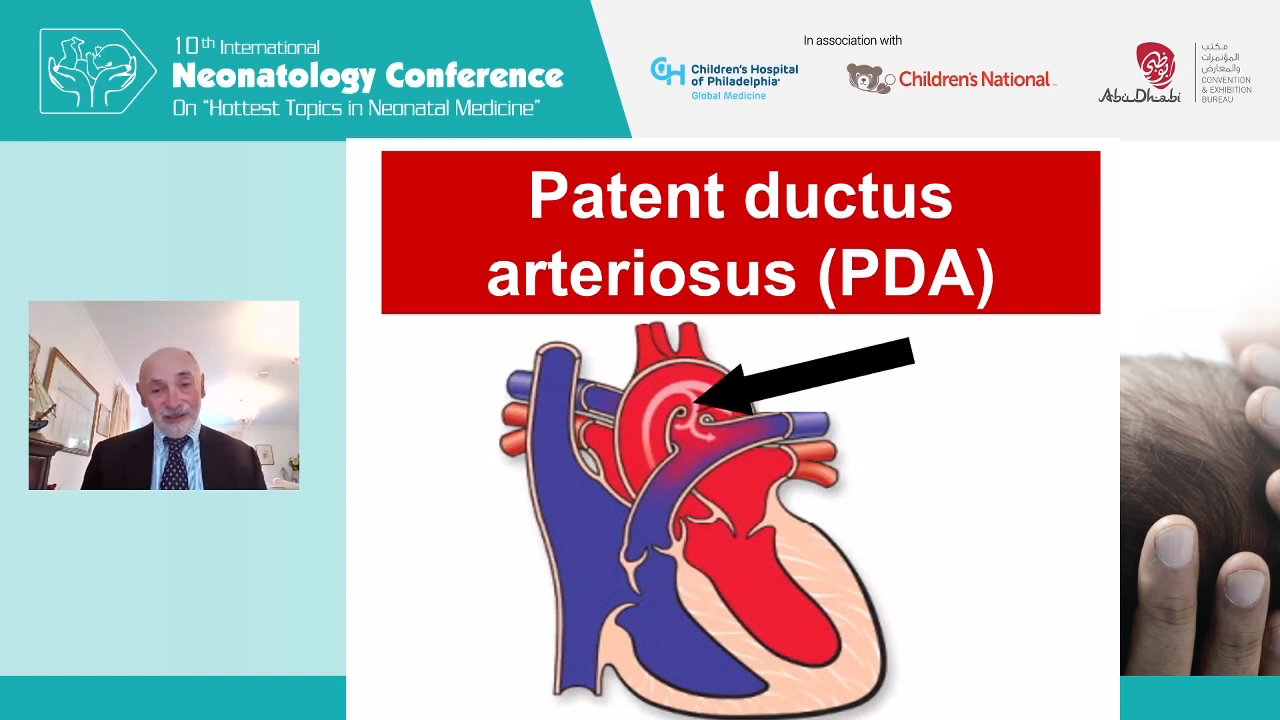 10th International
Neonatology Conference
On "Hottest Topics in Neonatal Medicine"
In association with
Children's Hospital
of Philadelphia
Global Medicine
Children's National
Abu Dhabi
أبوظبي
مكتب
المؤتمرات
والمعارض
CONVENTION
& EXHIBITION
BUREAU
Patent ductus
arteriosus (PDA)